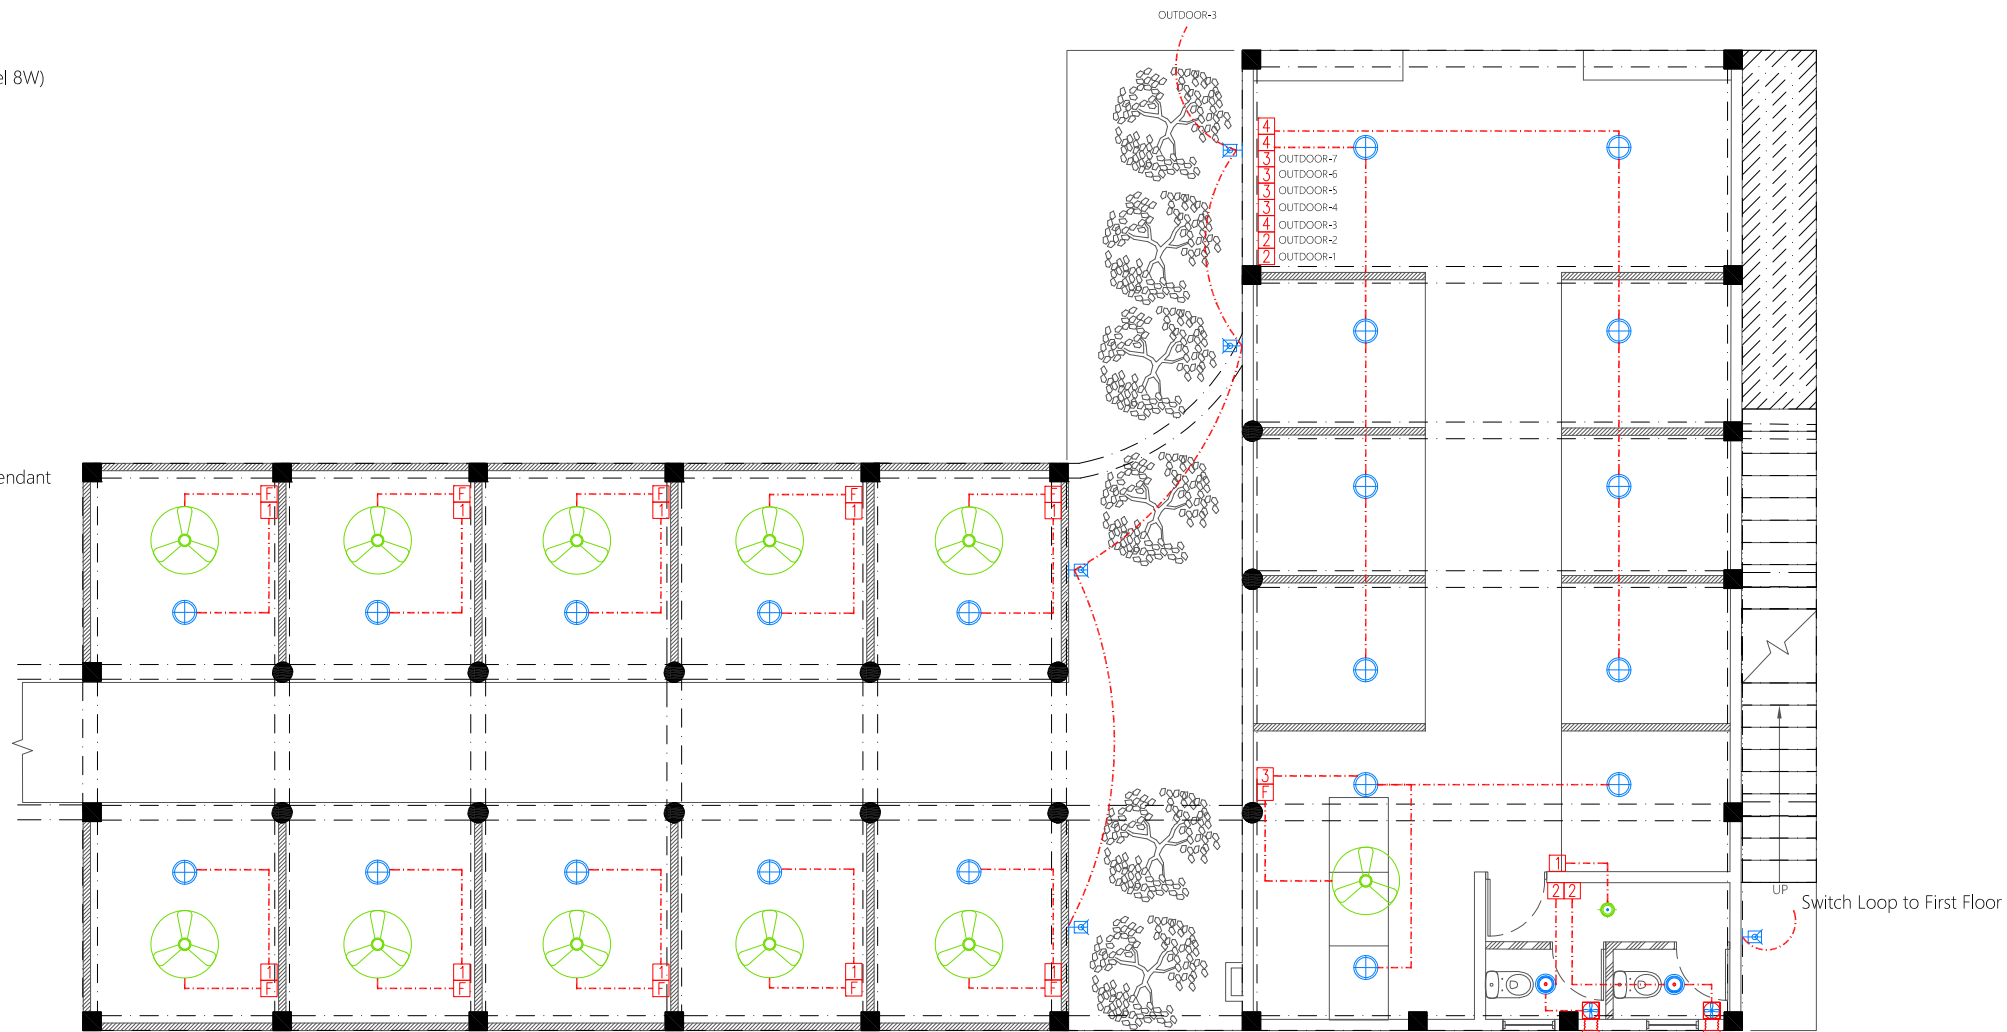 OUTDOOR-3
el 8W)
4
4
3 OUTDOOR-7
3 OUTDOOR-6
3 OUTDOOR-5
3 OUTDOOR-4
4 OUTDOOR-3
2 OUTDOOR-2
2 OUTDOOR-1
endant
F F F F F
1 1 1 1 1
3
F
1
2 2
UP
Switch Loop to First Floor
1 1 1 1 1
F F F F F